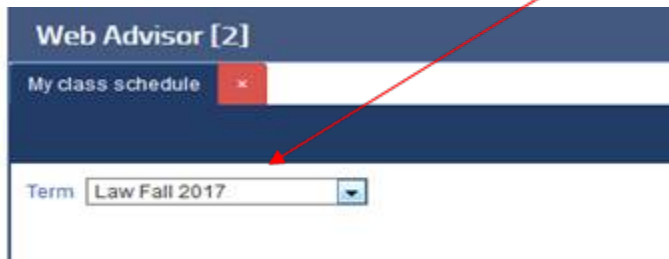 Web Advisor [2]
My class schedule ×
Term Law Fall 2017